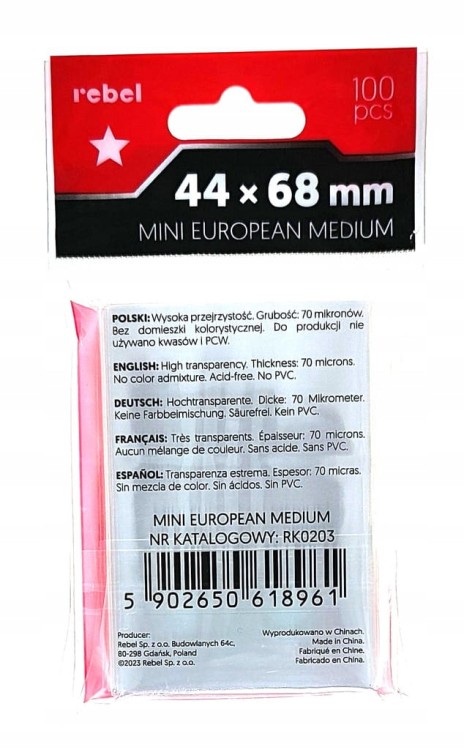 rebel
100
pcs
44 × 68 mm
MINI EUROPEAN MEDIUM
POLSKI: Wysoka przejrzystość. Grubość: 70 mikronów.
Bez domieszki kolorystycznej. Do produkcji nie
używano kwasów i PCW.
ENGLISH: High transparency. Thickness: 70 microns.
No color admixture. Acid-free. No PVC.
DEUTSCH: Hochtransparente. Dicke: 70 Mikrometer.
Keine Farbbeimischung. Säurefrei. Kein PVC.
FRANÇAIS: Très transparents. Épaisseur: 70 microns.
Aucun mélange de couleur. Sans acide. Sans PVC.
ESPAÑOL: Transparenza estrema. Espesor: 70 micras.
Sin mezcla de color. Sin ácidos. Sin PVC.
MINI EUROPEAN MEDIUM
NR KATALOGOWY: RK0203
5 902650 618961
Producer:
Rebel Sp. z o.o. Budowlanych 64c,
80-298 Gdańsk, Poland
©2023 Rebel Sp. z o.o.
Wyprodukowano w Chinach.
Made in China.
Fabriqué en Chine.
Fabricado en China.